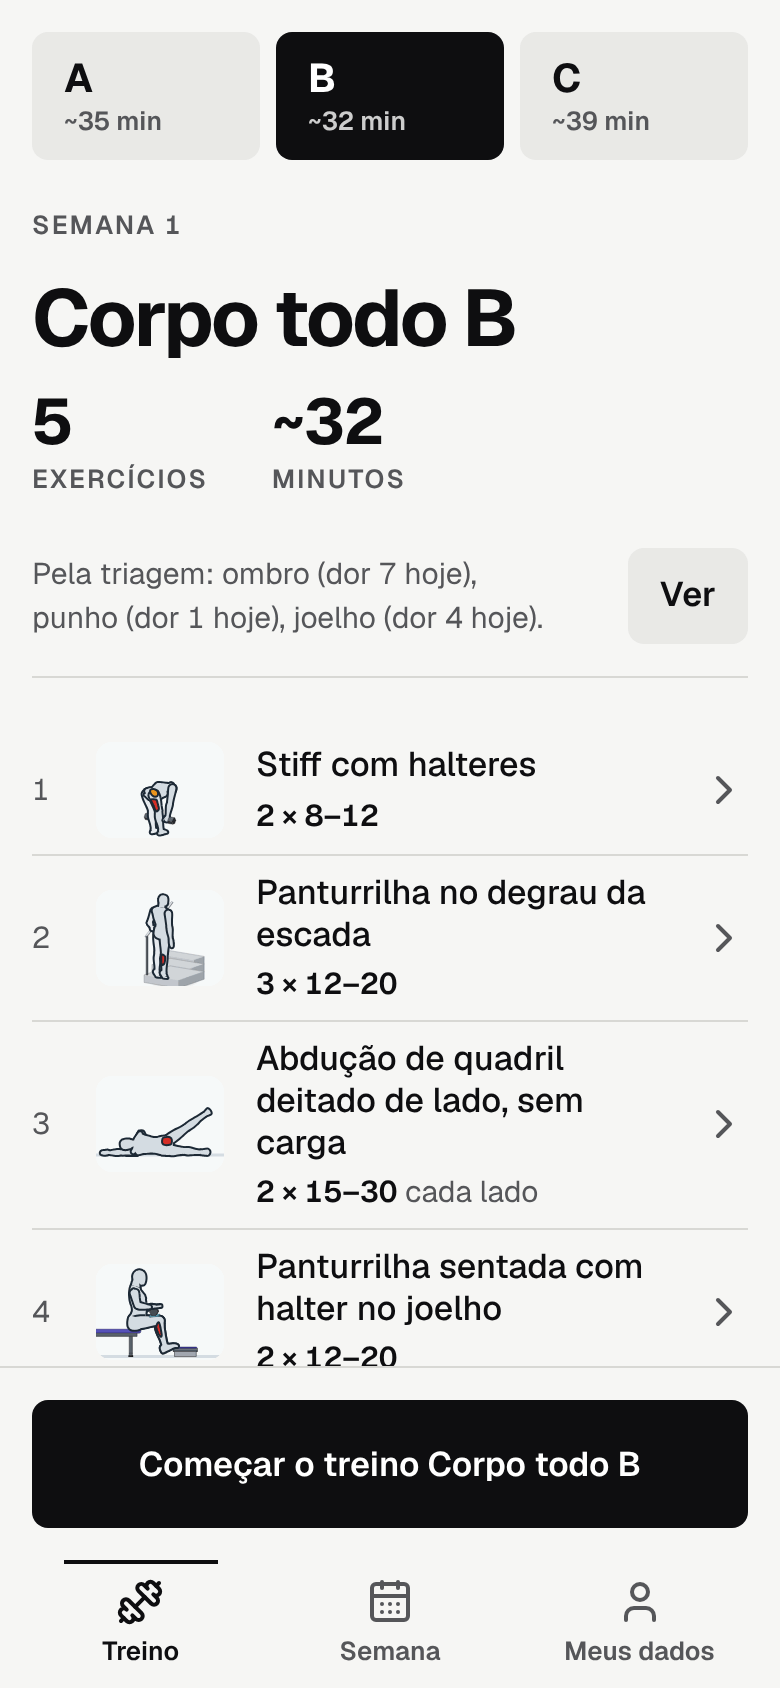 A
~35 min
B
~32 min
C
~39 min
SEMANA 1
Corpo todo B
5
EXERCÍCIOS
~32
MINUTOS
Pela triagem: ombro (dor 7 hoje),
punho (dor 1 hoje), joelho (dor 4 hoje).
Ver
1
Stiff com halteres
2 × 8–12
2
Panturrilha no degrau da
escada
3 × 12–20
3
Abdução de quadril
deitado de lado, sem
carga
2 × 15–30 cada lado
4
Panturrilha sentada com
halter no joelho
2 × 12–20
Começar o treino Corpo todo B
Treino
Semana
Meus dados